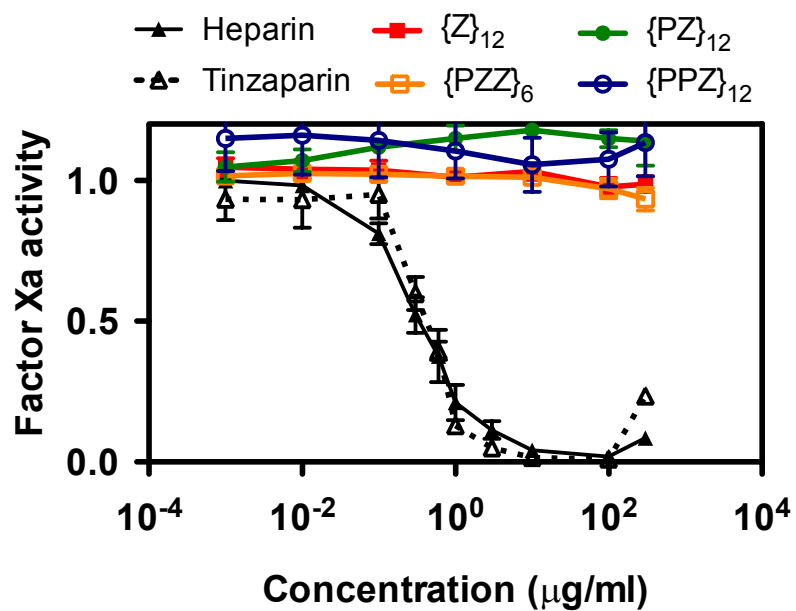 Heparin {Z}₁₂ {PZ}₁₂
Tinzaparin {PZZ}₆ {PPZ}₁₂
Factor Xa activity
1.0
0.5
0.0
10⁻⁴ 10⁻² 10⁰ 10² 10⁴
Concentration (μg/ml)